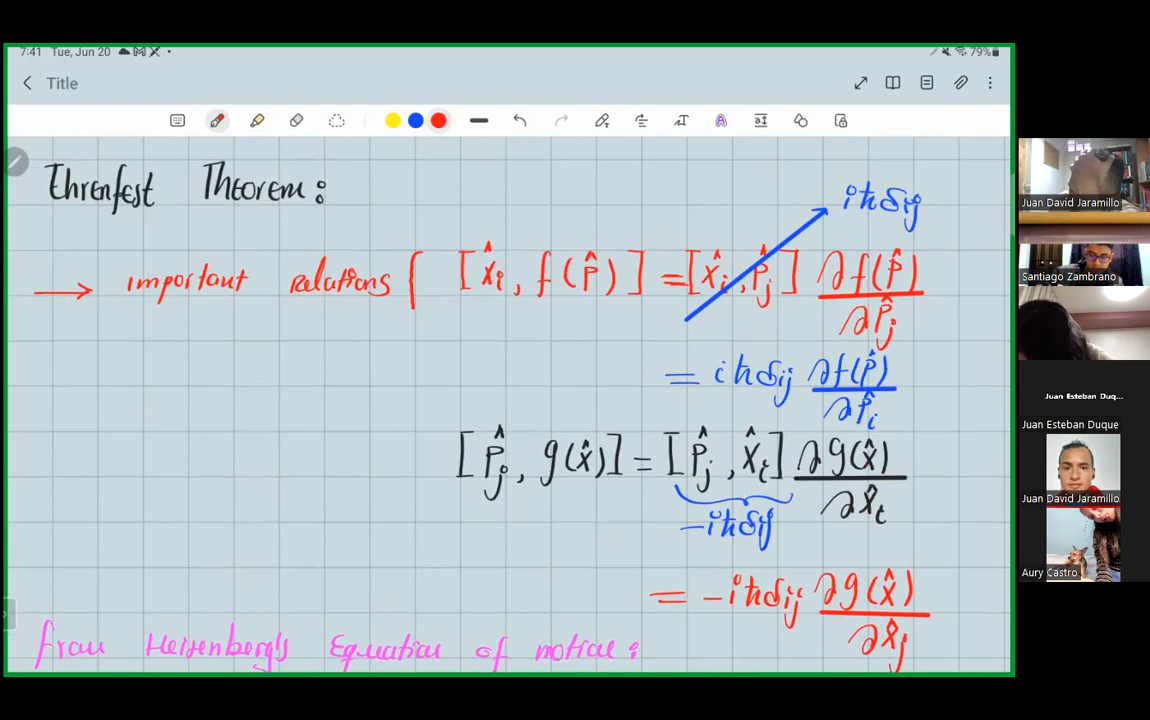 7:41 Tue, Jun 20
79%
Title
Ehrenfest Theorem:
→ important relations { [x̂i, f(p̂)] = [x̂i, p̂j] ∂f(p̂)/∂p̂j
iħδij
= iħδij ∂f(p̂)/∂p̂i
[p̂j, g(x̂)] = [p̂j, x̂i] ∂g(x̂)/∂x̂i
-iħδij
= -iħδij ∂g(x̂)/∂x̂j
from Heisenberg's Equation of motion:
Juan David Jaramillo
Santiago Zambrano
Juan Esteban Duq...
Juan Esteban Duque
Juan David Jaramillo
Aury Castro